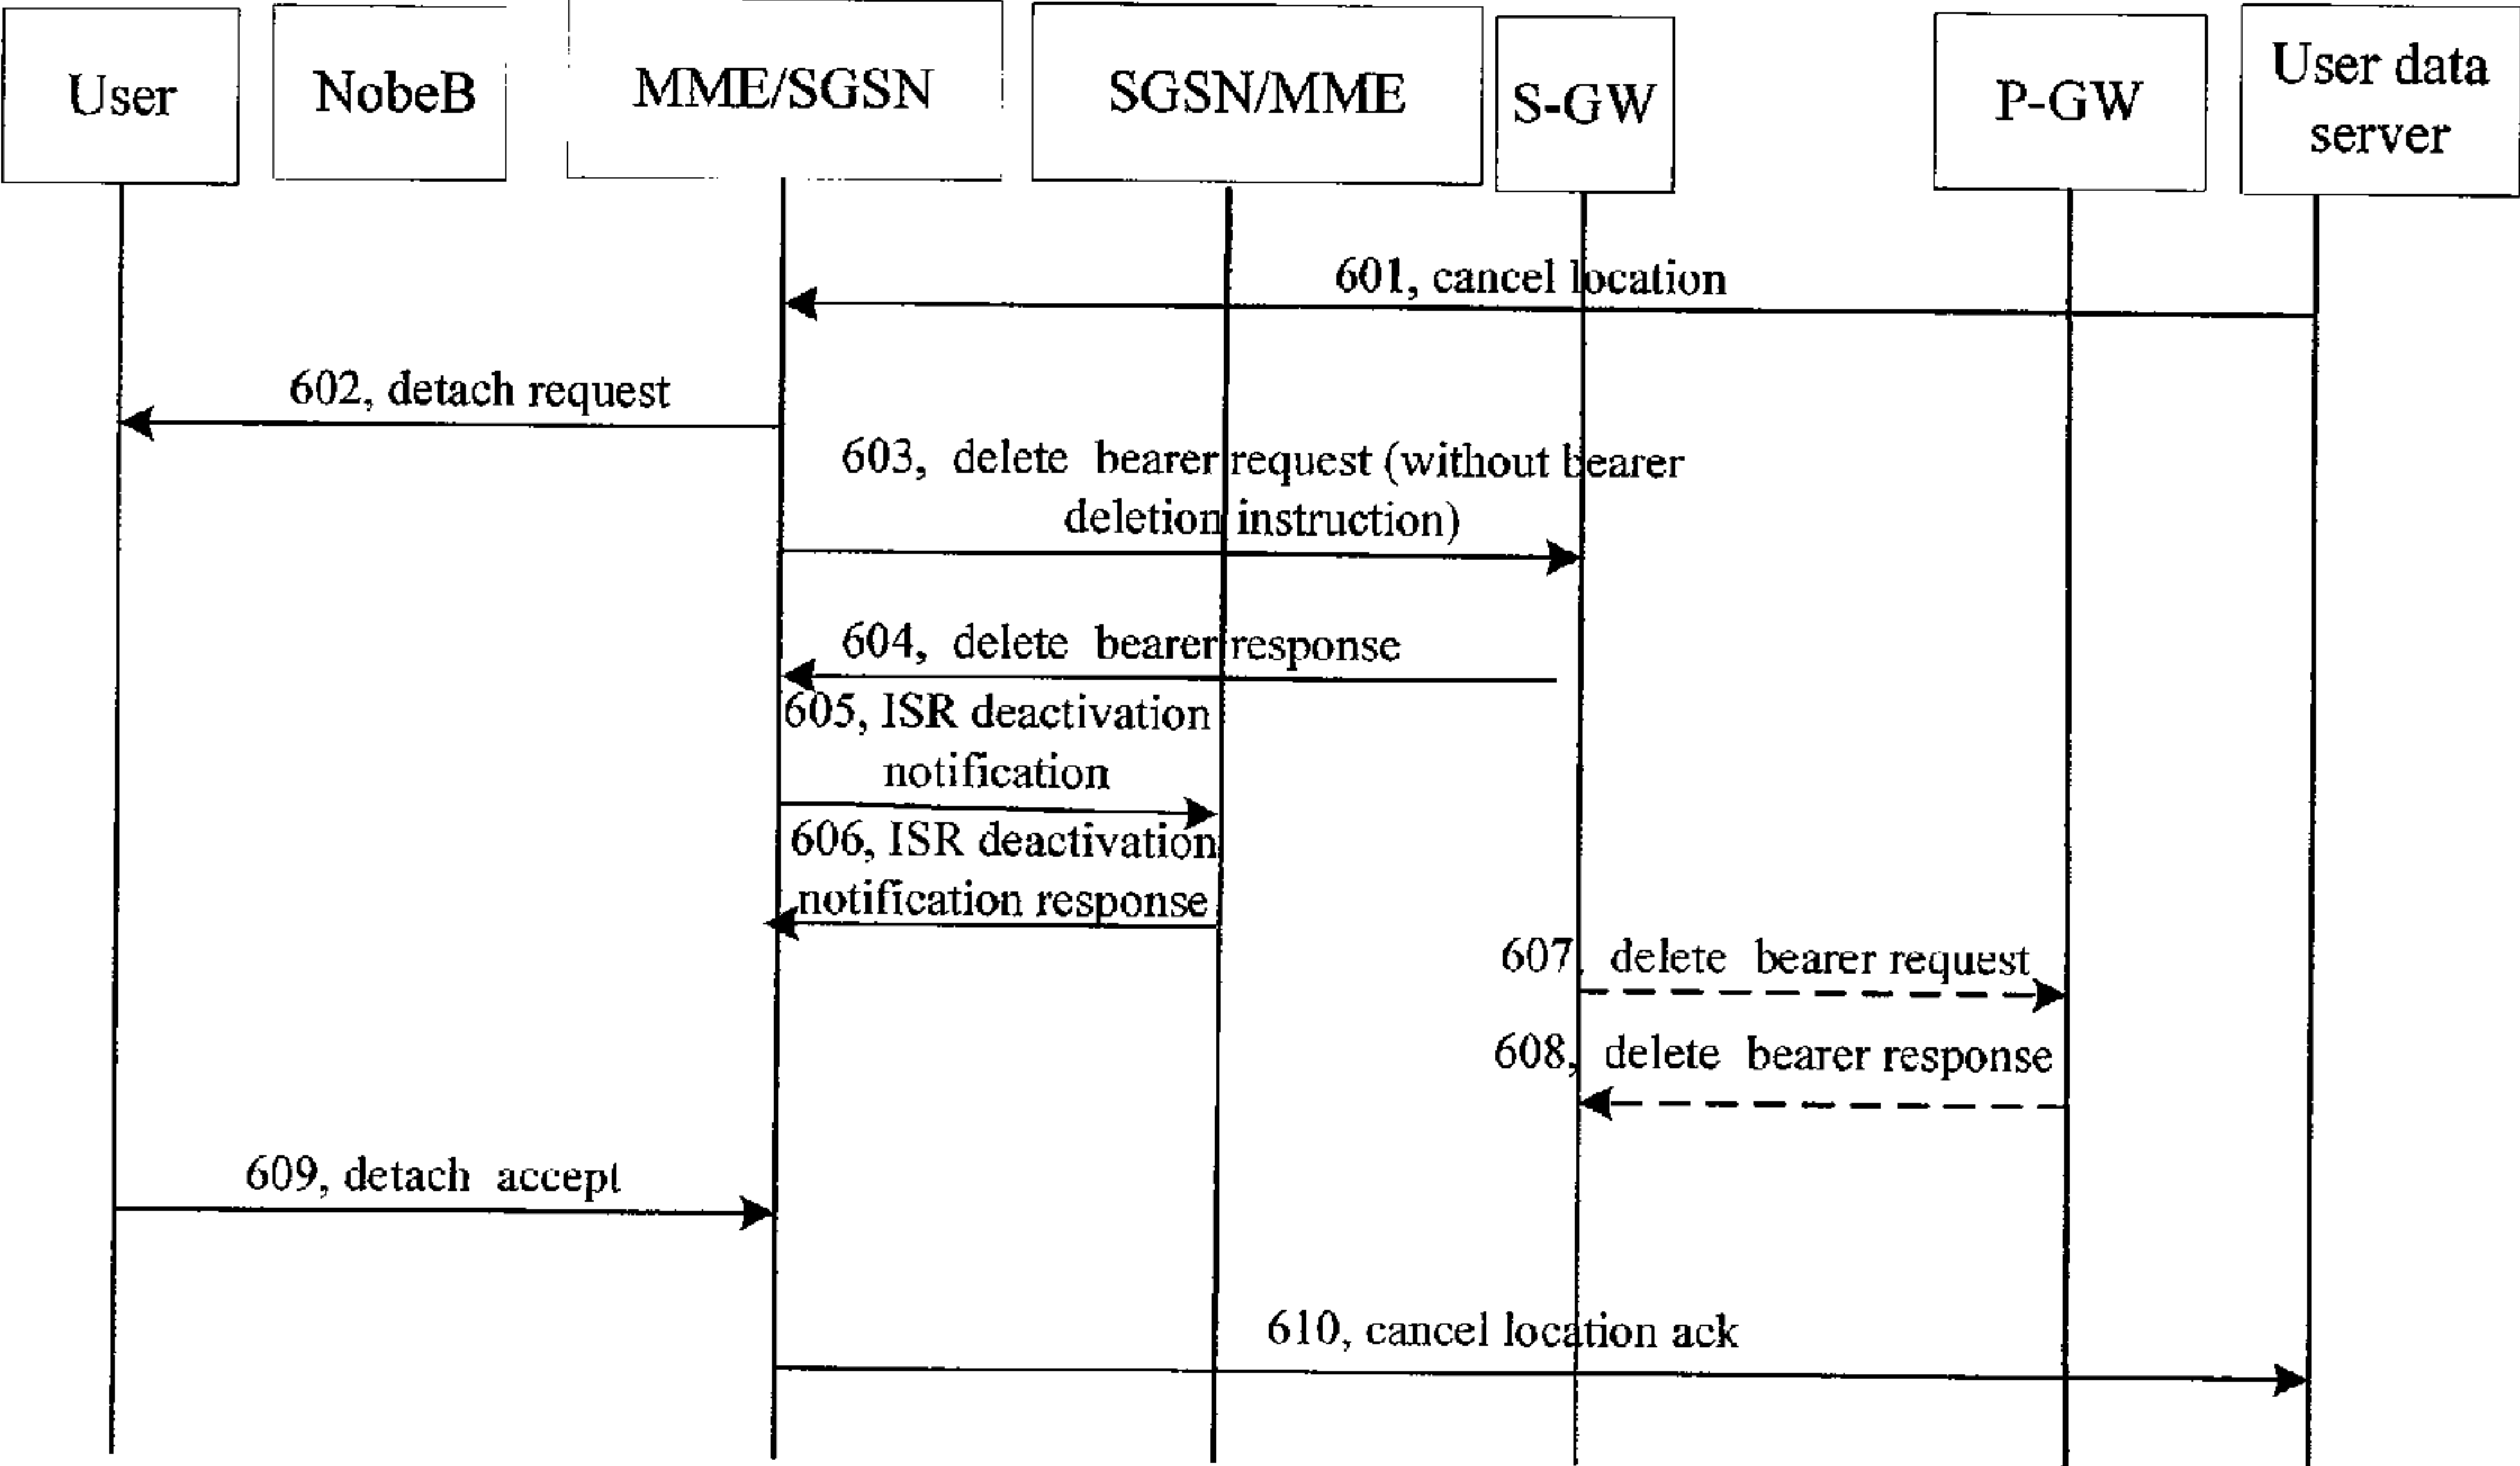 User
NobeB
MME/SGSN
SGSN/MME
S-GW
P-GW
User data
server
601, cancel location
602, detach request
603, delete bearer request (without bearer
deletion instruction)
604, delete bearer response
605, ISR deactivation
notification
606, ISR deactivation
notification response
607, delete bearer request
608, delete bearer response
609, detach accept
610, cancel location ack